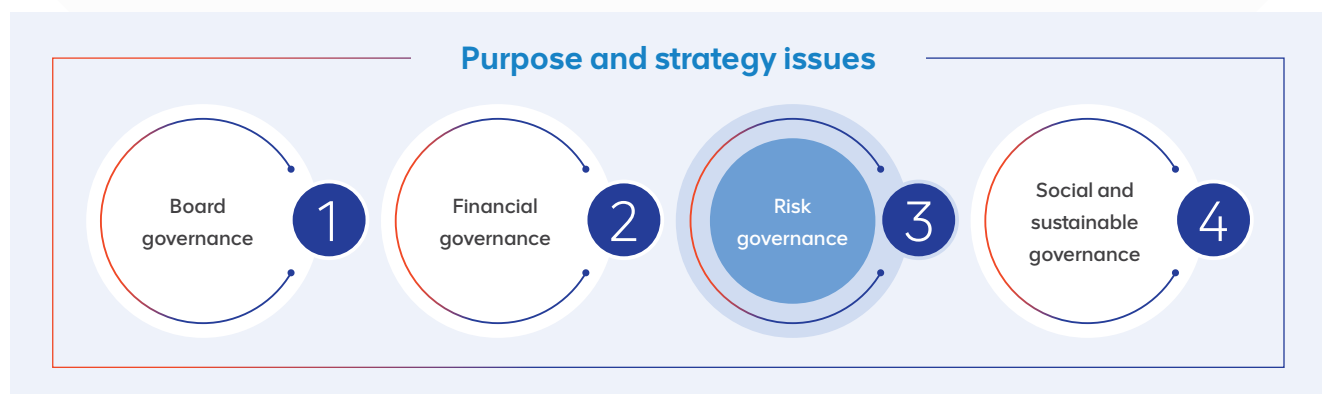 Purpose and strategy issues
Board
governance
1
Financial
governance
2
Risk
governance
3
Social and
sustainable
governance
4